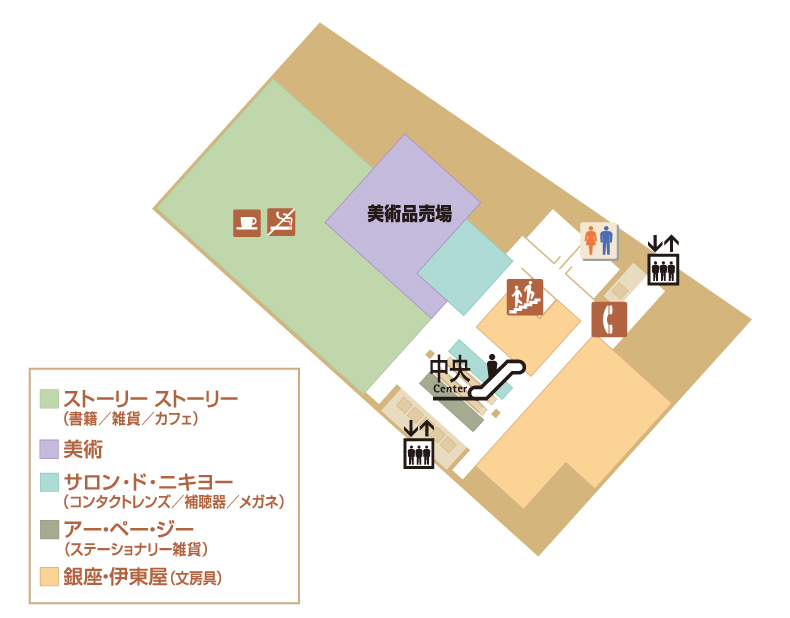 美術品売場
中央
Center
ストーリー ストーリー
(書籍／雑貨／カフェ)
美術
サロン・ド・ニキヨー
(コンタクトレンズ／補聴器／メガネ)
アー・ペー・ジー
(ステーショナリー雑貨)
銀座・伊東屋(文房具)